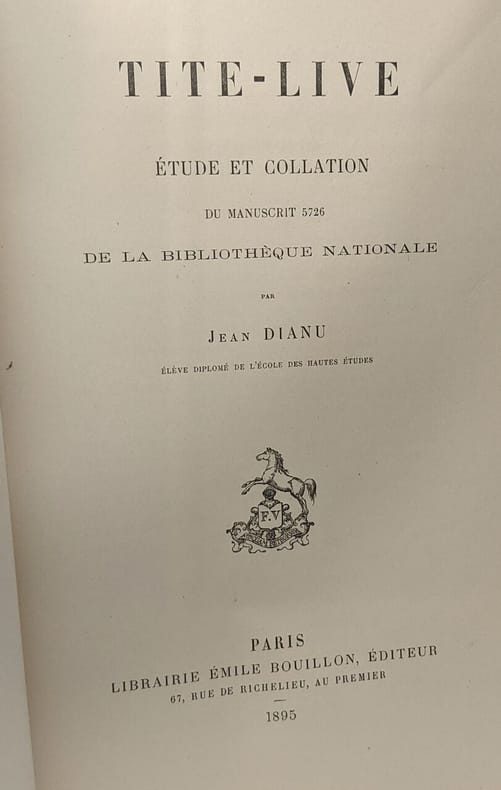 TITE-LIVE
ÉTUDE ET COLLATION
DU MANUSCRIT 5726
DE LA BIBLIOTHÈQUE NATIONALE
PAR
JEAN DIANU
ÉLÈVE DIPLOMÉ DE L'ÉCOLE DES HAUTES ÉTUDES
F.V
PARIS
LIBRAIRIE ÉMILE BOUILLON, ÉDITEUR
67, RUE DE RICHELIEU, AU PREMIER
1895